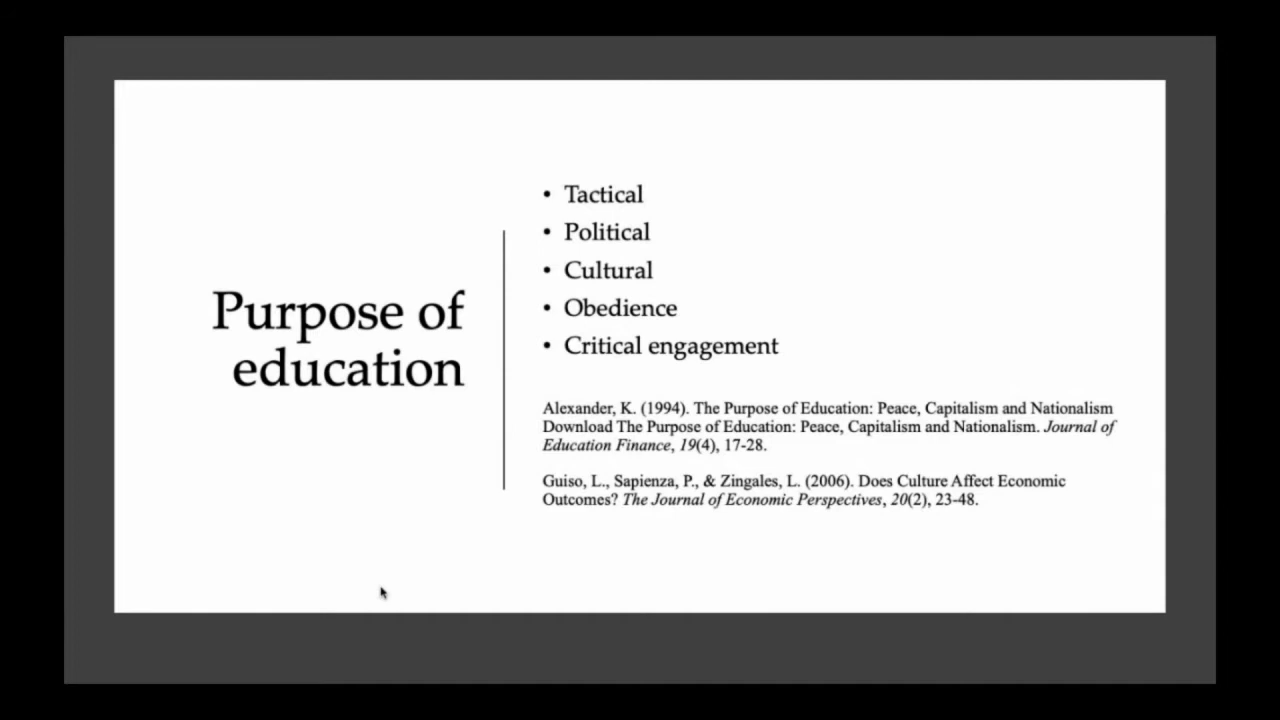 Purpose of
education
• Tactical
• Political
• Cultural
• Obedience
• Critical engagement
Alexander, K. (1994). The Purpose of Education: Peace, Capitalism and Nationalism
Download The Purpose of Education: Peace, Capitalism and Nationalism. Journal of
Education Finance, 19(4), 17-28.
Guiso, L., Sapienza, P., & Zingales, L. (2006). Does Culture Affect Economic
Outcomes? The Journal of Economic Perspectives, 20(2), 23-48.